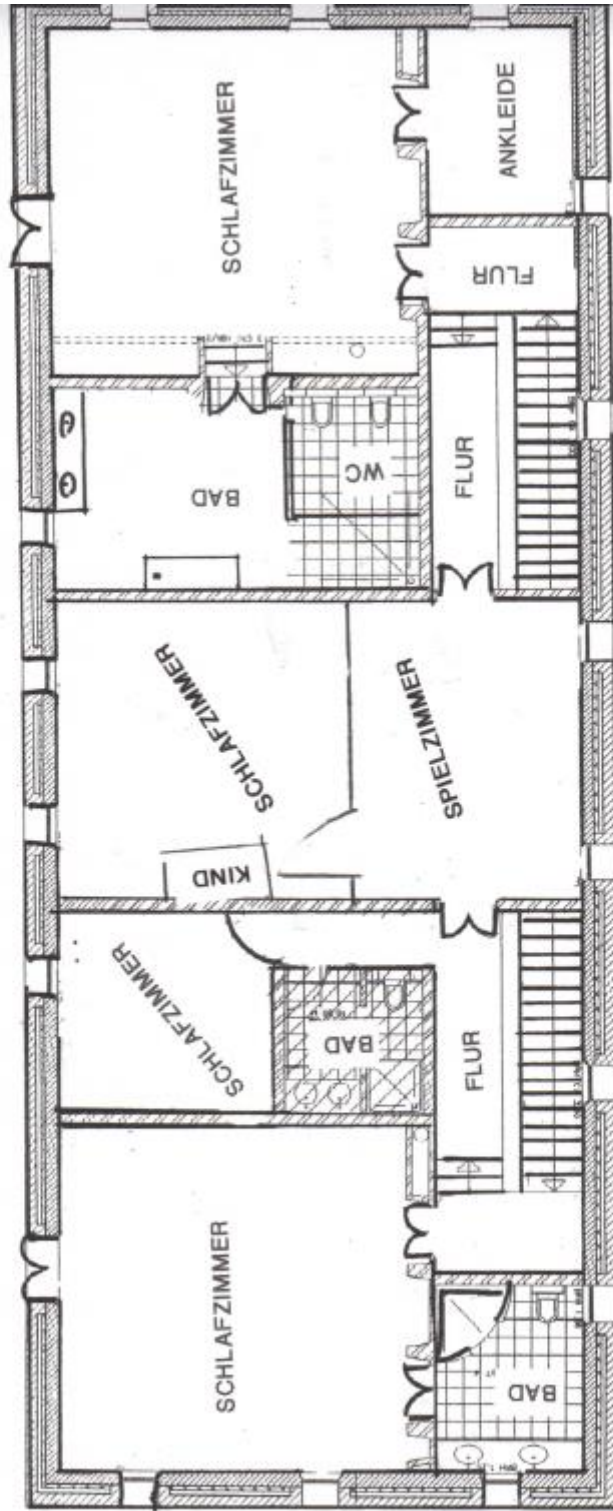 SCHLAFZIMMER
ANKLEIDE
FLUR
BAD
WC
FLUR
SCHLAFZIMMER
SPIELZIMMER
KIND
SCHLAFZIMMER
BAD
FLUR
SCHLAFZIMMER
BAD